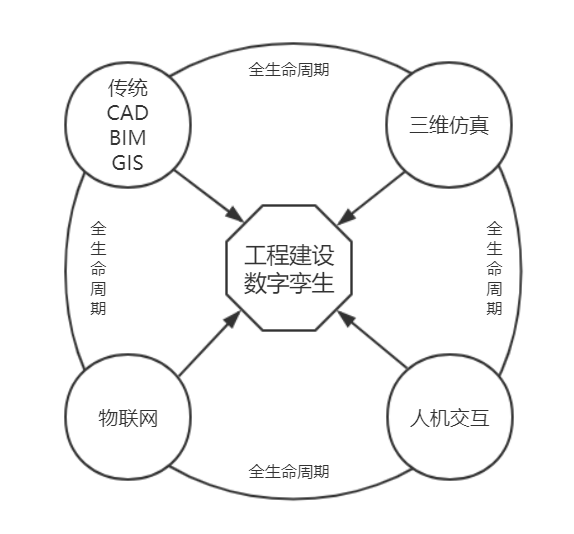 全生命周期
传统
CAD
BIM
GIS
三维仿真
全生命周期
工程建设
数字孪生
全生命周期
物联网
人机交互
全生命周期